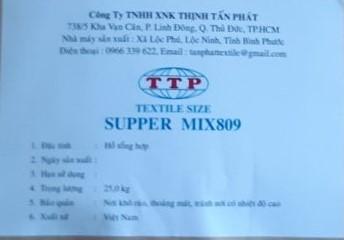 Công Ty TNHH XNK THỊNH TẤN PHÁT
738/5 Kha Vạn Cân, P. Linh Đông, Q. Thủ Đức, TP.HCM
Nhà máy sản xuất : Xã Lộc Phú, Lộc Ninh, Tỉnh Bình Phước
Điện thoại : 0966 339 622, Email : tanphattextile@gmail.com
TTP
TEXTILE SIZE
SUPPER MIX809
1. Đặc tính : Hồ tổng hợp
2. Ngày sản xuất :
3. Hạn sử dụng :
4. Trọng lượng : 25,0 kg
5. Bảo quản : Nơi khô ráo, thoáng mát, tránh nơi có nhiệt độ cao
6. Xuất xứ : Việt Nam